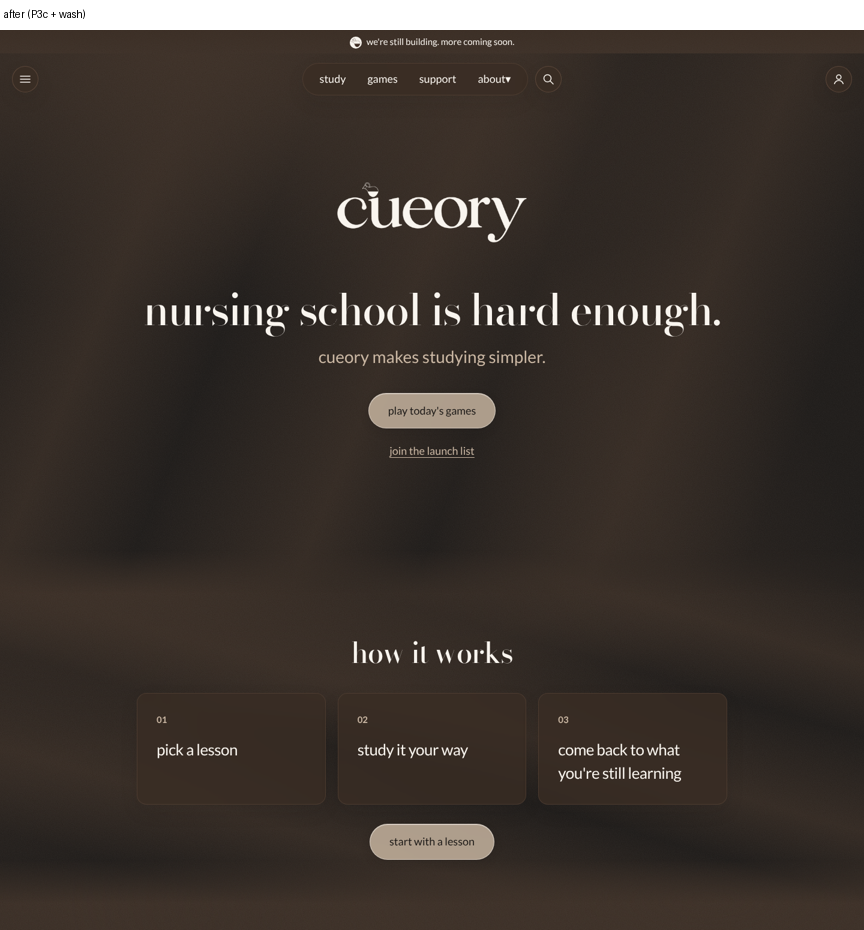 after (P3c + wash)
we're still building. more coming soon.
study games support about▾
cueory
nursing school is hard enough.
cueory makes studying simpler.
play today's games
join the launch list
how it works
01
pick a lesson
02
study it your way
03
come back to what
you're still learning
start with a lesson